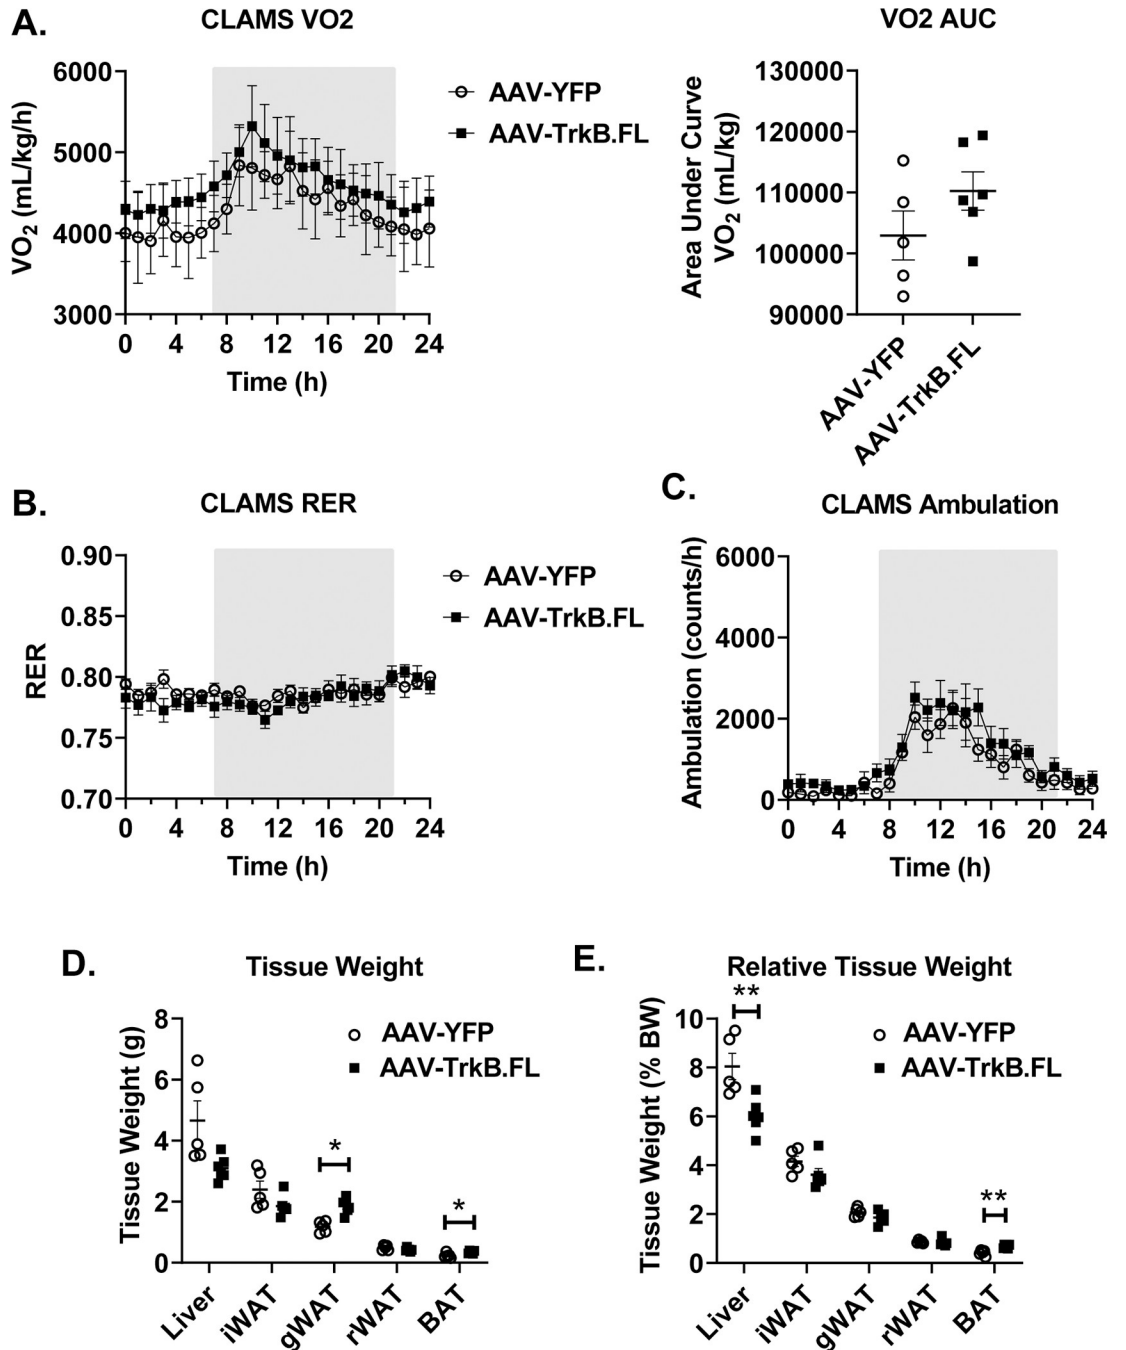 A.
CLAMS VO2
VO2 (mL/kg/h)
6000
5000
4000
3000
0 4 8 12 16 20 24
Time (h)
AAV-YFP
AAV-TrkB.FL
VO2 AUC
Area Under Curve
VO2 (mL/kg)
130000
120000
110000
100000
90000
AAV-YFP
AAV-TrkB.FL
B.
CLAMS RER
RER
0.90
0.85
0.80
0.75
0.70
0 4 8 12 16 20 24
Time (h)
AAV-YFP
AAV-TrkB.FL
C.
CLAMS Ambulation
Ambulation (counts/h)
6000
4000
2000
0
0 4 8 12 16 20 24
Time (h)
D.
Tissue Weight
Tissue Weight (g)
8
6
4
2
0
AAV-YFP
AAV-TrkB.FL
*
*
Liver iWAT gWAT rWAT BAT
E.
Relative Tissue Weight
Tissue Weight (% BW)
10
8
6
4
2
0
**
AAV-YFP
AAV-TrkB.FL
**
Liver iWAT gWAT rWAT BAT